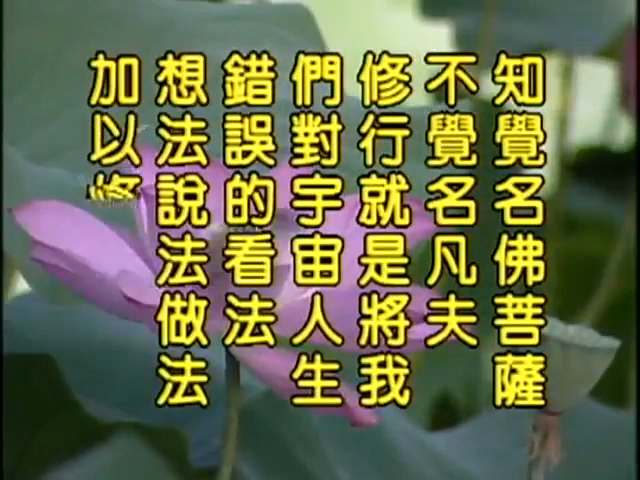 知覺名佛菩薩
不覺名凡夫
修行就是將我
們對宇宙人生
錯誤的看法
想法說法做法
加以